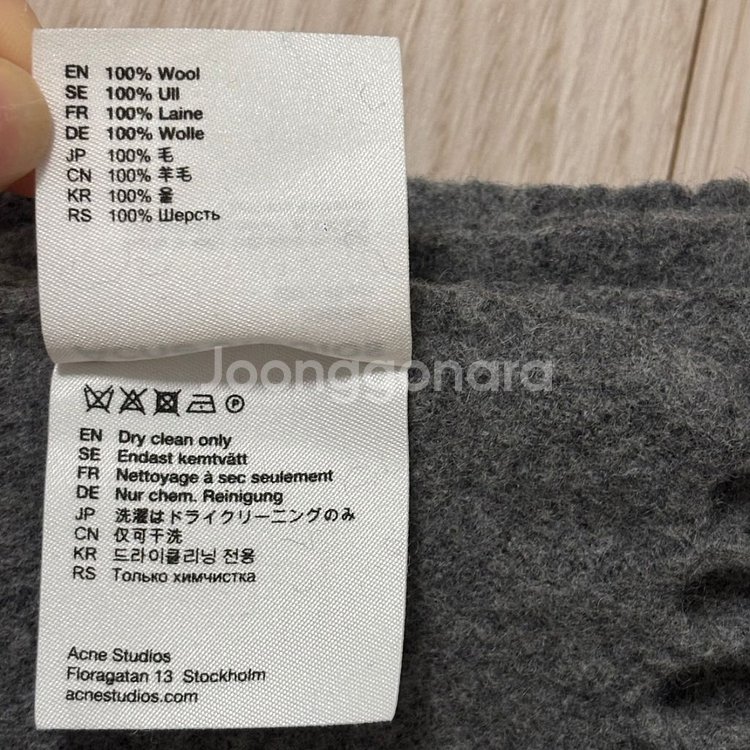 EN 100% Wool
SE 100% Ull
FR 100% Laine
DE 100% Wolle
JP 100% 毛
CN 100% 羊毛
KR 100% 울
RS 100% Шерсть
Joonggonara
EN Dry clean only
SE Endast kemtvätt
FR Nettoyage à sec seulement
DE Nur chem. Reinigung
JP 洗濯はドライクリーニングのみ
CN 仅可干洗
KR 드라이클리닝 전용
RS Только химчистка
Acne Studios
Floragatan 13 Stockholm
acnestudios.com